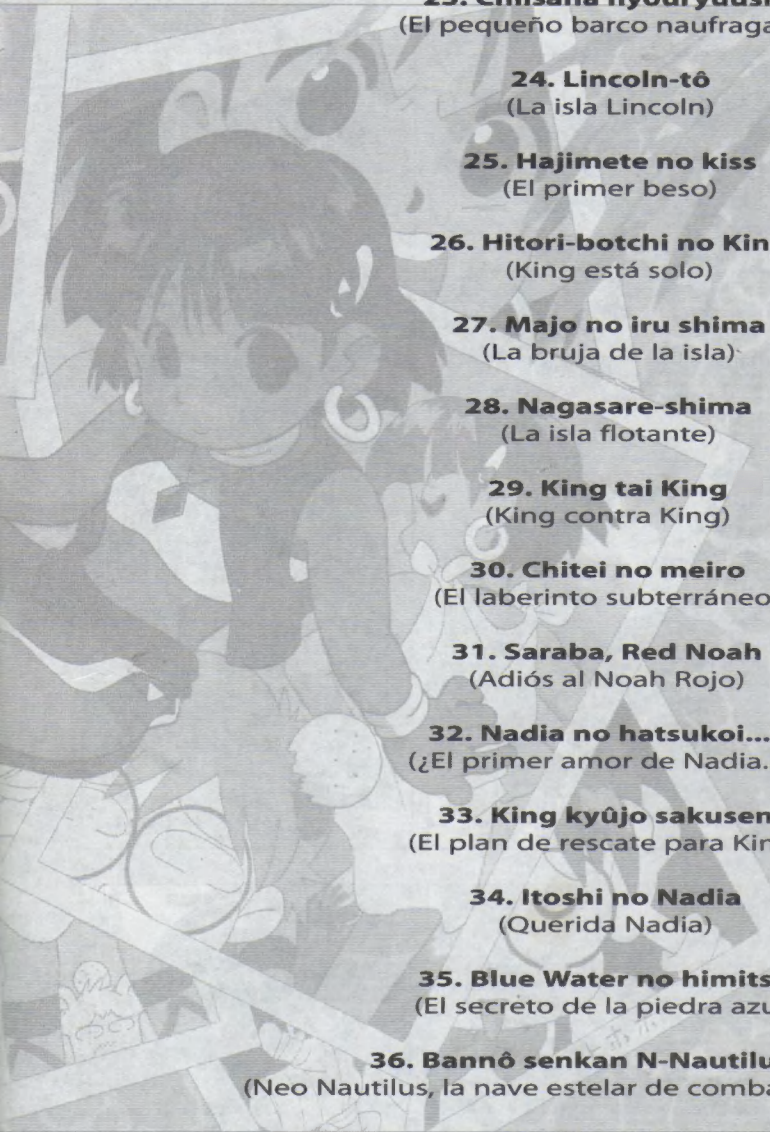 (El pequeño barco naufraga
24. Lincoln-tô
(La isla Lincoln)
25. Hajimete no kiss
(El primer beso)
26. Hitori-botchi no Kin
(King está solo)
27. Majo no iru shima
(La bruja de la isla)
28. Nagasare-shima
(La isla flotante)
29. King tai King
(King contra King)
30. Chitei no meiro
(El laberinto subterráneo
31. Saraba, Red Noah
(Adiós al Noah Rojo)
32. Nadia no hatsukoi...
(¿El primer amor de Nadia.
33. King kyûjo sakusen
(El plan de rescate para Kin
34. Itoshi no Nadia
(Querida Nadia)
35. Blue Water no himits
(El secreto de la piedra azu
36. Bannô senkan N-Nautilu
(Neo Nautilus, la nave estelar de comba